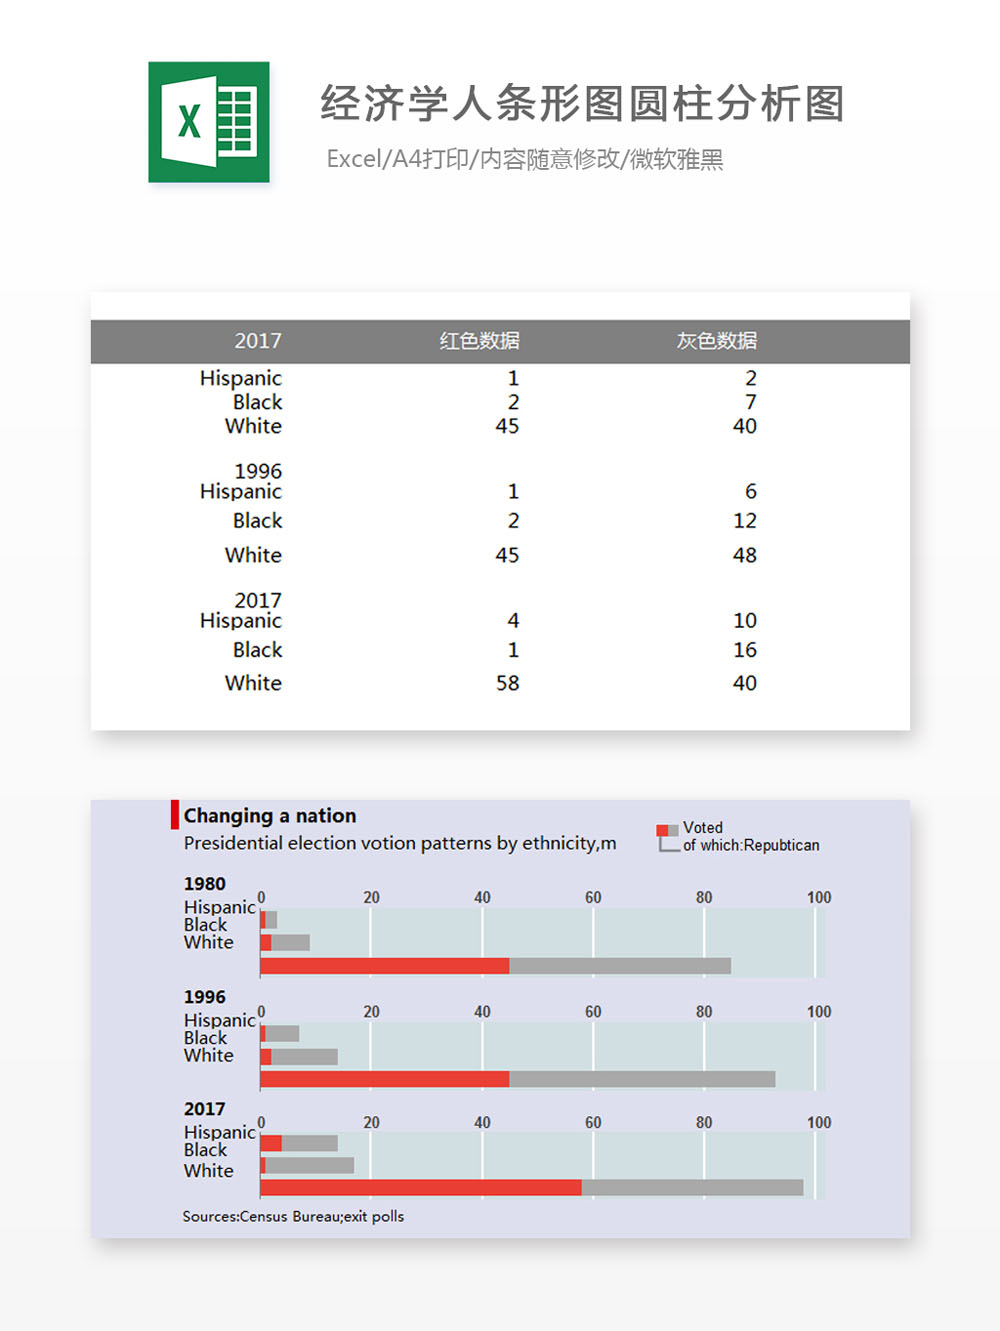 X
经济学人条形图圆柱分析图
Excel/A4打印/内容随意修改/微软雅黑
2017 红色数据 灰色数据
Hispanic 1 2
Black 2 7
White 45 40
1996
Hispanic 1 6
Black 2 12
White 45 48
2017
Hispanic 4 10
Black 1 16
White 58 40
Changing a nation
Presidential election votion patterns by ethnicity,m
Voted
of which:Repubtican
1980
0 20 40 60 80 100
Hispanic
Black
White
1996
0 20 40 60 80 100
Hispanic
Black
White
2017
0 20 40 60 80 100
Hispanic
Black
White
Sources:Census Bureau;exit polls